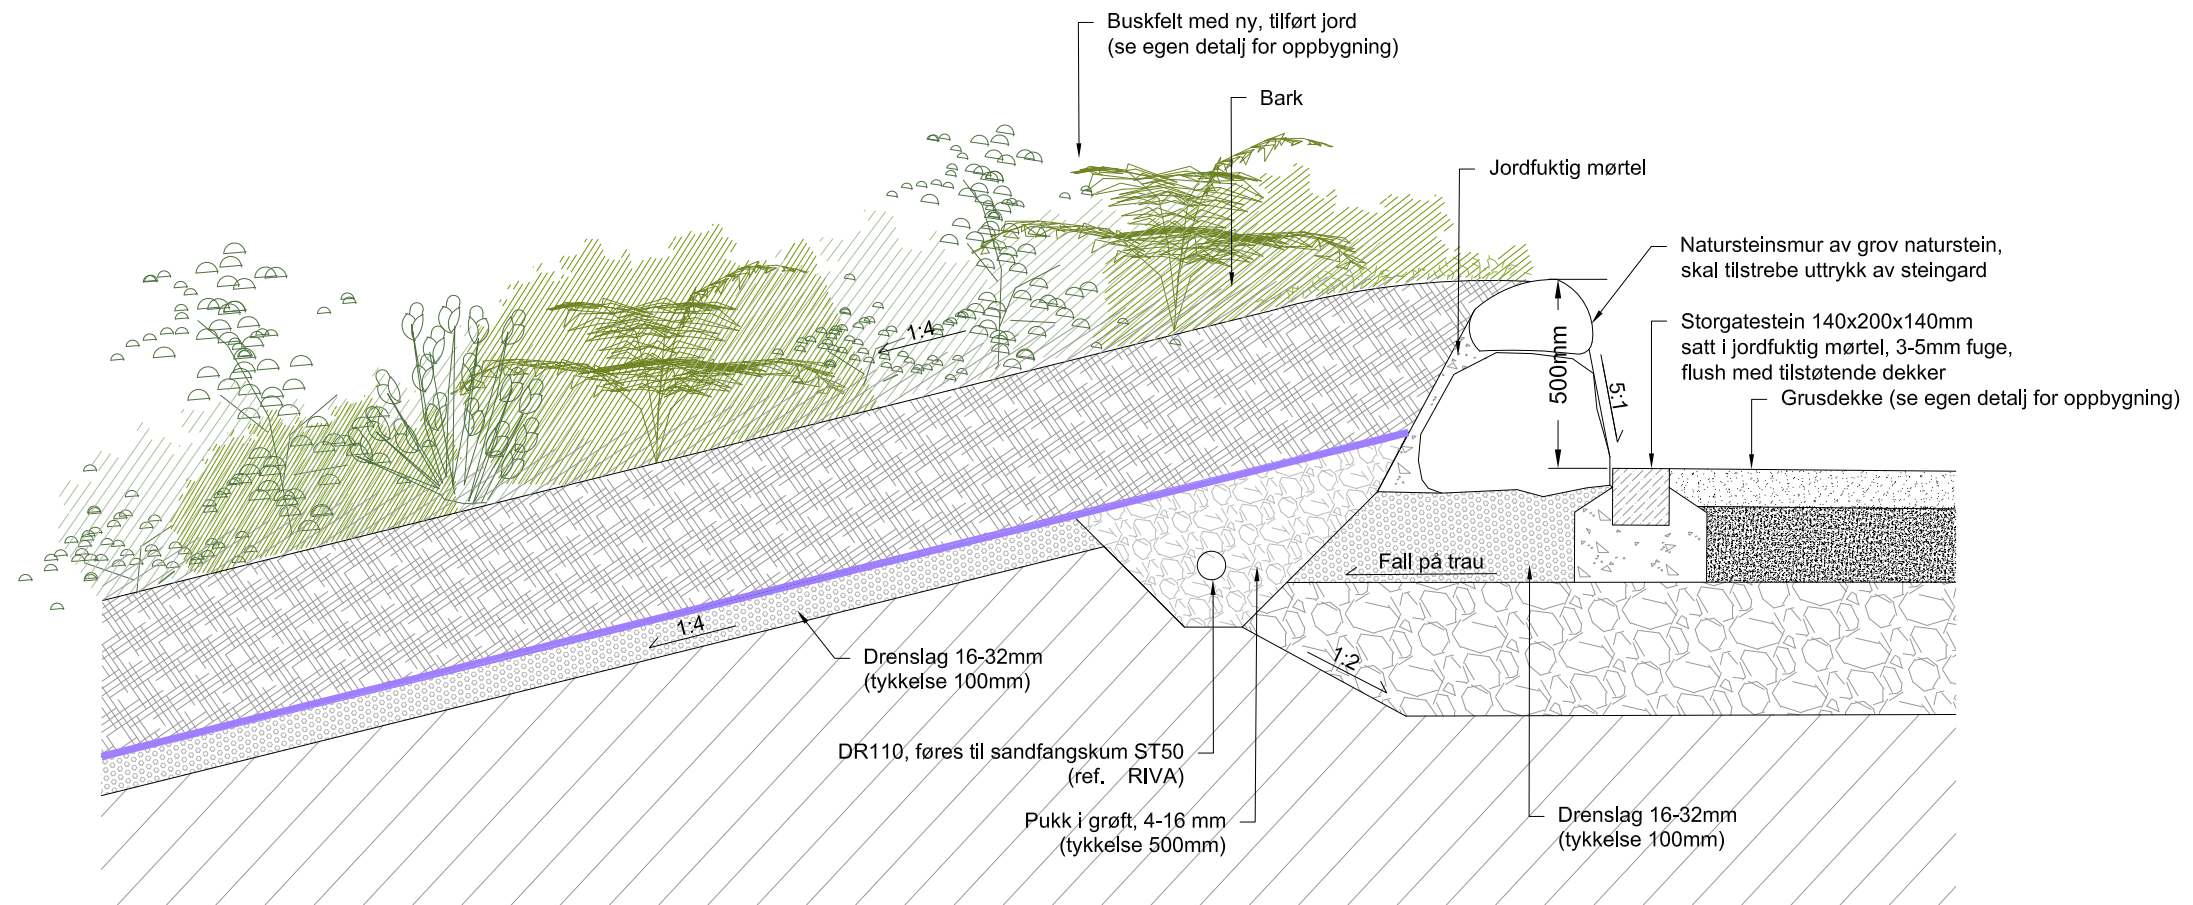 Buskfelt med ny, tilført jord
(se egen detalj for oppbygning)
Bark
Jordfuktig mørtel
Natursteinsmur av grov naturstein,
skal tilstrebe uttrykk av steingard
Storgatestein 140x200x140mm
satt i jordfuktig mørtel, 3-5mm fuge,
flush med tilstøtende dekker
Grusdekke (se egen detalj for oppbygning)
1:4
500mm
5:1
Fall på trau
1:4
1:2
Drenslag 16-32mm
(tykkelse 100mm)
DR110, føres til sandfangskum ST50
(ref. RIVA)
Pukk i grøft, 4-16 mm
(tykkelse 500mm)
Drenslag 16-32mm
(tykkelse 100mm)